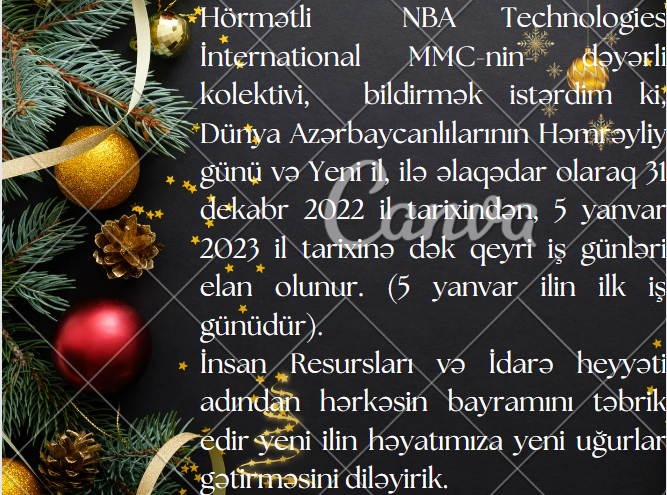 Hörmətli NBA Technologies
İnternational MMC-nin dəyərli
kolektivi, bildirmək istərdim ki,
Dünya Azərbaycanlılarının Həmrəyliy
günü və Yeni il, ilə əlaqədar olaraq 31
dekabr 2022 il tarixindən, 5 yanvar
2023 il tarixinə dək qeyri iş günləri
elan olunur. (5 yanvar ilin ilk iş
günüdür).
İnsan Resursları və İdarə heyyəti
adından hərkəsin bayramını təbrik
edir yeni ilin həyatımıza yeni uğurlar
gətirməsini diləyirik.
Canva